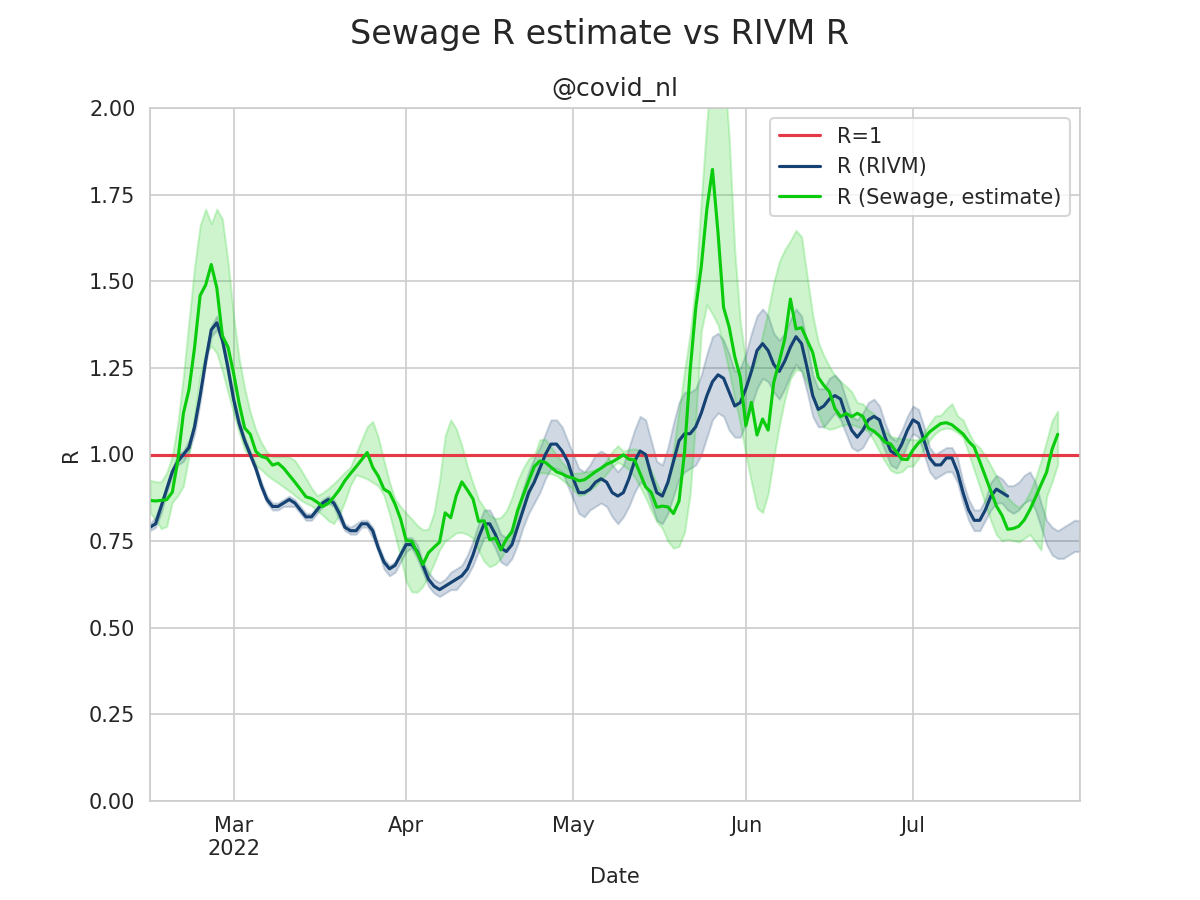 Sewage R estimate vs RIVM R
@covid_nl
R=1
R (RIVM)
R (Sewage, estimate)
2.00
1.75
1.50
1.25
1.00
0.75
0.50
0.25
0.00
R
Mar Apr May Jun Jul
2022
Date